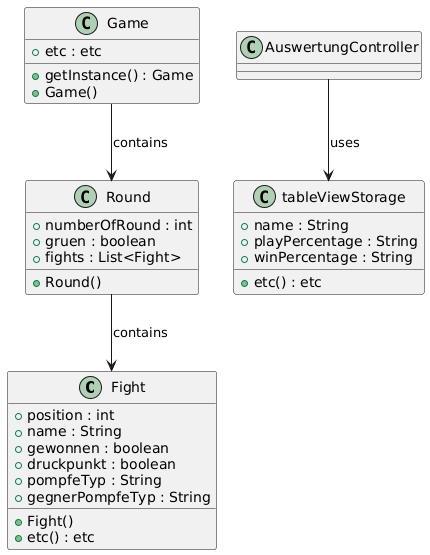 C Game
+ etc : etc
+ getInstance() : Game
+ Game()
C AuswertungController
contains
uses
C Round
+ numberOfRound : int
+ gruen : boolean
+ fights : List<Fight>
+ Round()
C tableViewStorage
+ name : String
+ playPercentage : String
+ winPercentage : String
+ etc() : etc
contains
C Fight
+ position : int
+ name : String
+ gewonnen : boolean
+ druckpunkt : boolean
+ pompfeTyp : String
+ gegnerPompfeTyp : String
+ Fight()
+ etc() : etc